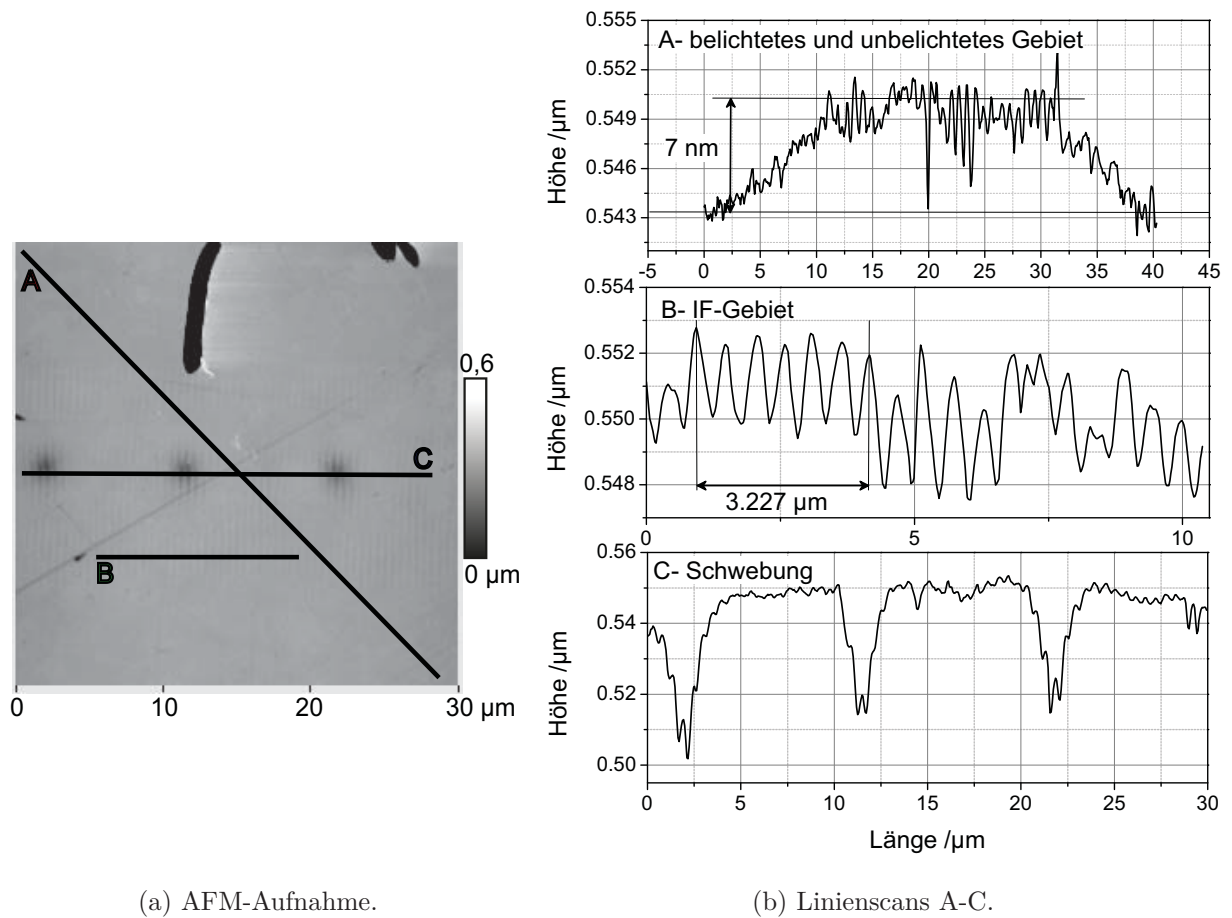 A
C
B
0,6
0 µm
0 10 20 30 µm
A- belichtetes und unbelichtetes Gebiet
Höhe /µm
0.555
0.552
0.549
0.546
0.543
7 nm
-5 0 5 10 15 20 25 30 35 40 45
B- IF-Gebiet
Höhe /µm
0.554
0.552
0.550
0.548
3.227 µm
0 5 10
C- Schwebung
Höhe /µm
0.56
0.54
0.52
0.50
0 5 10 15 20 25 30
Länge /µm
(a) AFM-Aufnahme.
(b) Linienscans A-C.